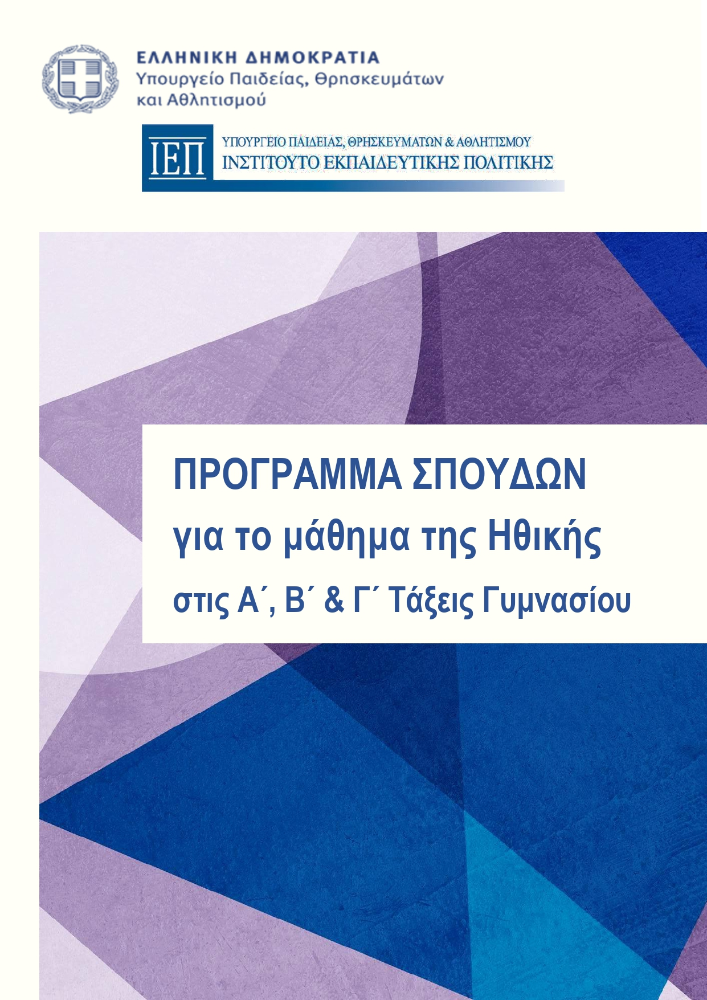 ΕΛΛΗΝΙΚΗ ΔΗΜΟΚΡΑΤΙΑ
Υπουργείο Παιδείας, Θρησκευμάτων
και Αθλητισμού
ΙΕΠ
ΥΠΟΥΡΓΕΙΟ ΠΑΙΔΕΙΑΣ, ΘΡΗΣΚΕΥΜΑΤΩΝ & ΑΘΛΗΤΙΣΜΟΥ
ΙΝΣΤΙΤΟΥΤΟ ΕΚΠΑΙΔΕΥΤΙΚΗΣ ΠΟΛΙΤΙΚΗΣ
ΠΡΟΓΡΑΜΜΑ ΣΠΟΥΔΩΝ
για το μάθημα της Ηθικής
στις Α΄, Β΄ & Γ΄ Τάξεις Γυμνασίου